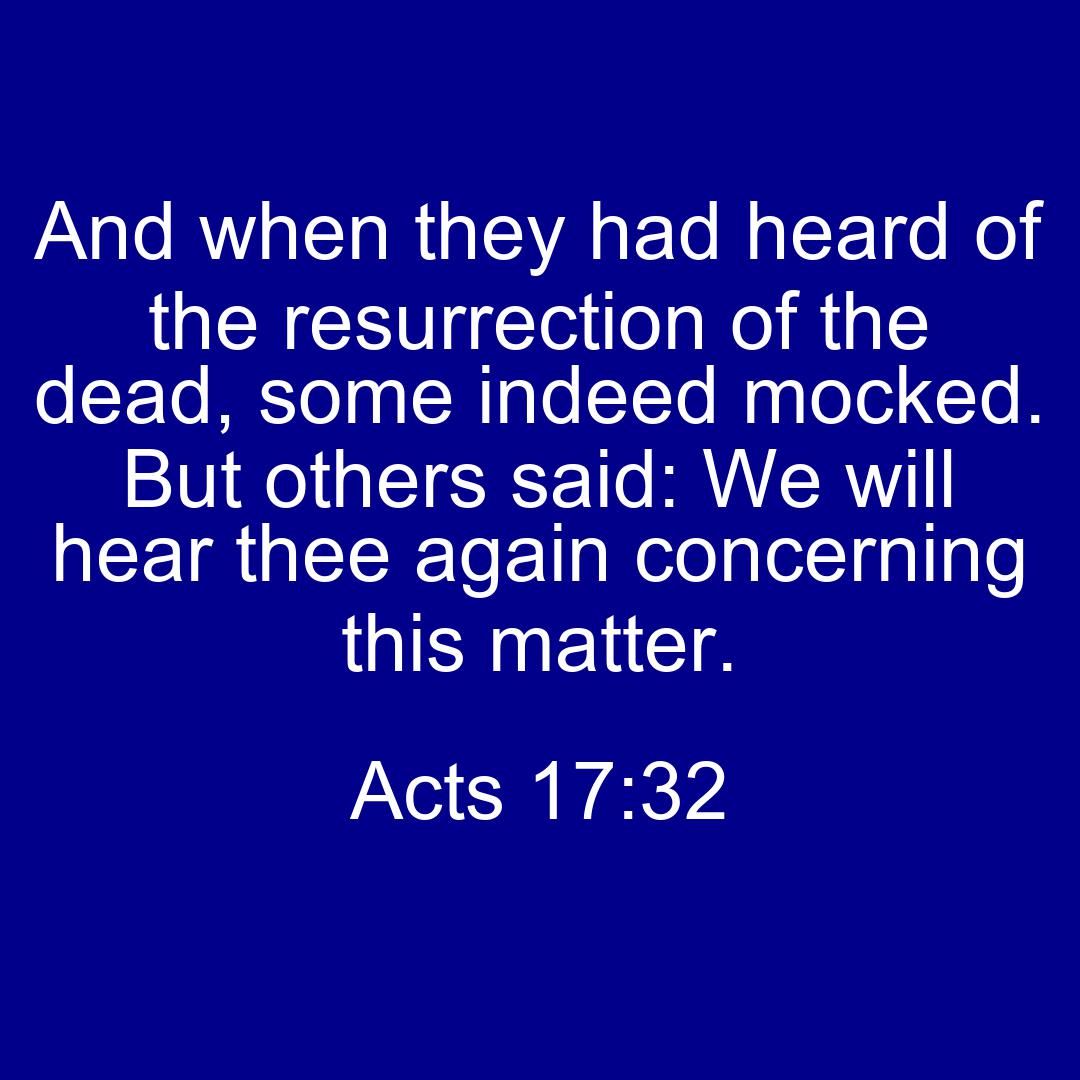 And when they had heard of
the resurrection of the
dead, some indeed mocked.
But others said: We will
hear thee again concerning
this matter.
Acts 17:32